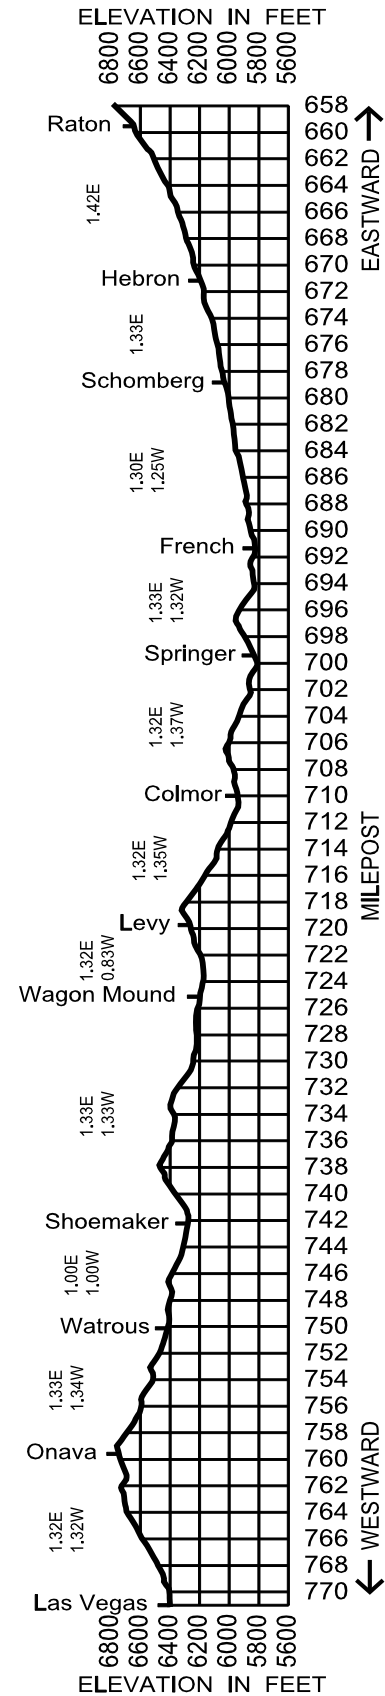 ELEVATION IN FEET
6800 6600 6400 6200 6000 5800 5600
658
Raton
660
662
EASTWARD
664
1.42E
666
668
670
Hebron
672
674
1.33E
676
678
Schomberg
680
682
684
1.30E
1.25W
686
688
690
French
692
694
1.33E
1.32W
696
698
Springer
700
702
704
1.32E
1.37W
706
708
Colmor
710
712
714
1.32E
1.35W
716
MILEPOST
718
Levy
720
722
1.32E
0.83W
724
Wagon Mound
726
728
730
732
1.33E
1.33W
734
736
738
740
Shoemaker
742
744
1.00E
1.00W
746
748
Watrous
750
752
754
1.33E
1.34W
756
758
Onava
760
762
WESTWARD
764
1.32E
1.32W
766
768
770
Las Vegas
6800 6600 6400 6200 6000 5800 5600
ELEVATION IN FEET